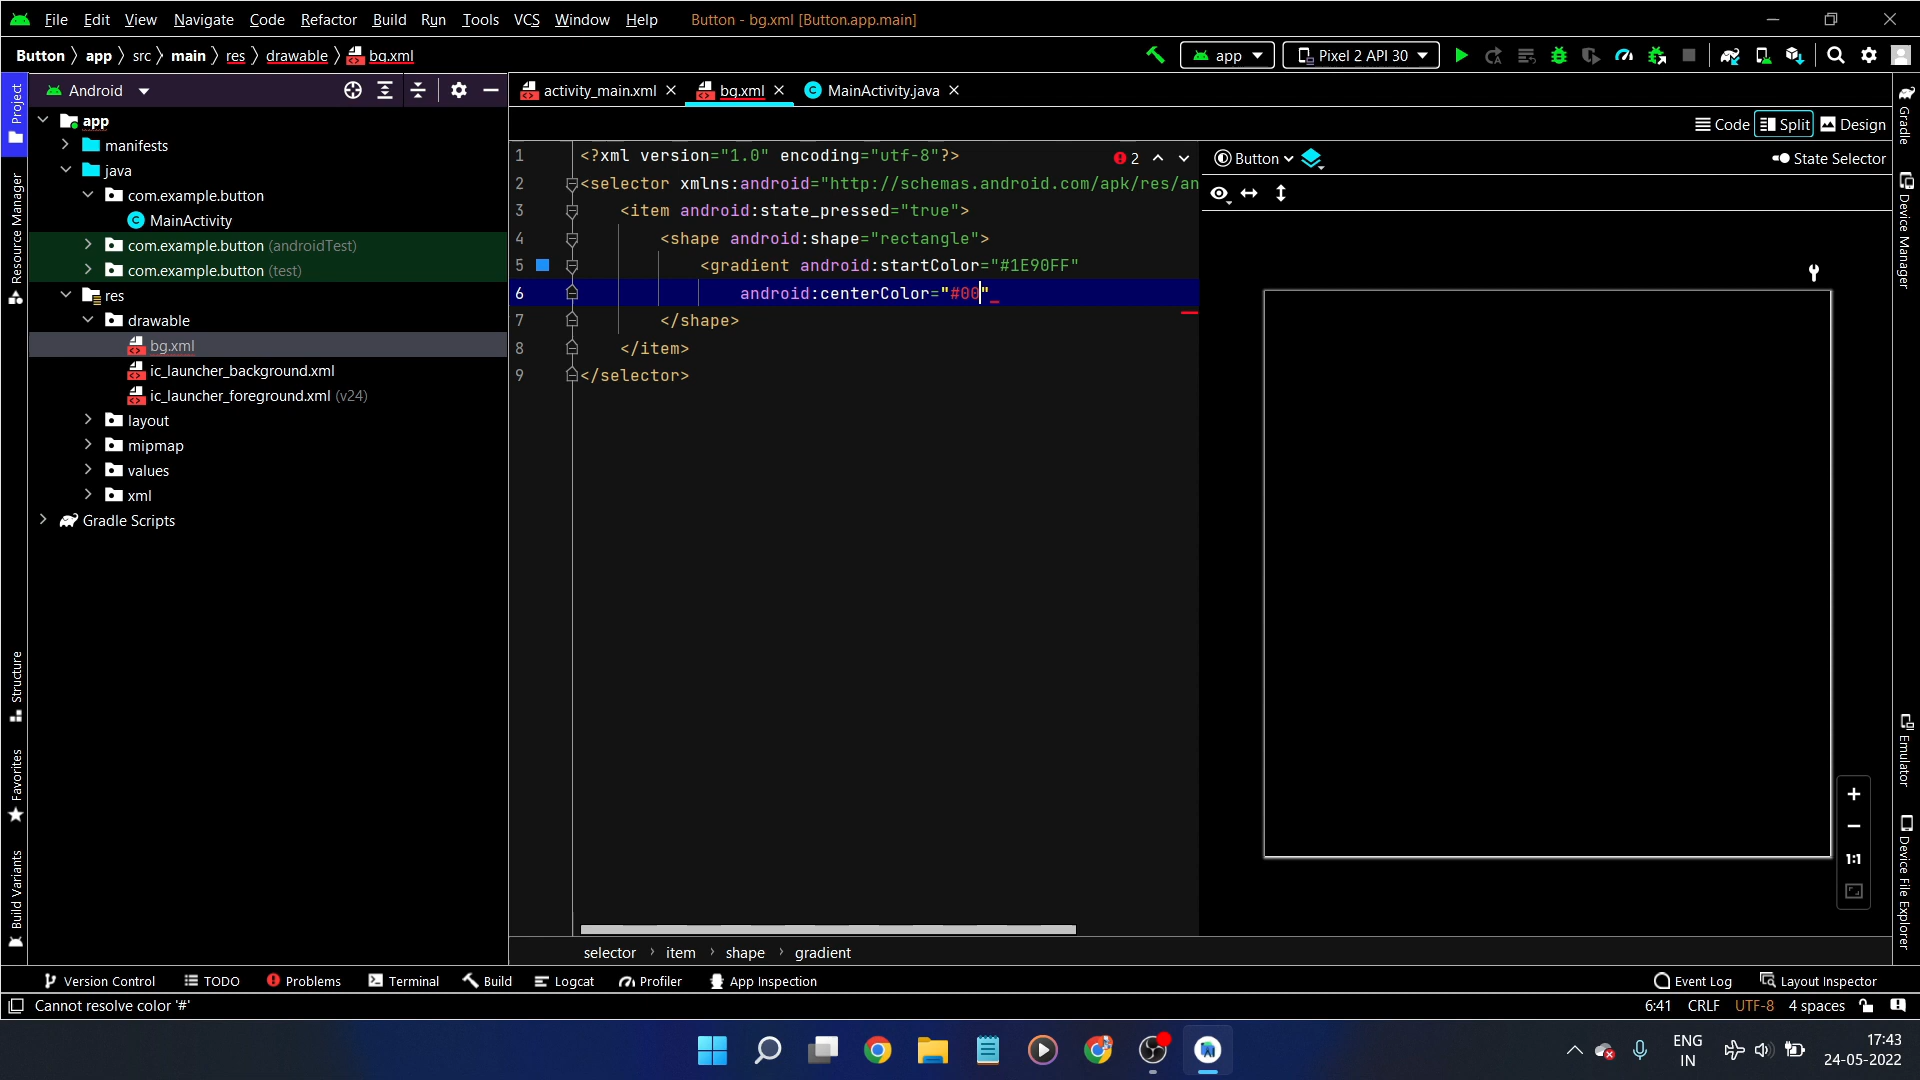 File Edit View Navigate Code Refactor Build Run Tools VCS Window Help Button - bg.xml [Button.app.main]
Button app src main res drawable bg.xml app Pixel 2 API 30
Project
Android
activity_main.xml bg.xml MainActivity.java
Code Split Design
app
manifests
java
com.example.button
MainActivity
com.example.button (androidTest)
com.example.button (test)
res
drawable
bg.xml
ic_launcher_background.xml
ic_launcher_foreground.xml (v24)
layout
mipmap
values
xml
Gradle Scripts
Resource Manager
Structure
Favorites
Build Variants
1 <?xml version="1.0" encoding="utf-8"?>
2 <selector xmlns:android="http://schemas.android.com/apk/res/an
3 <item android:state_pressed="true">
4 <shape android:shape="rectangle">
5 <gradient android:startColor="#1E90FF"
6 android:centerColor="#00"
7 </shape>
8 </item>
9 </selector>
2
Button State Selector
1:1
Gradle
Device Manager
Emulator
Device File Explorer
selector item shape gradient
Version Control TODO Problems Terminal Build Logcat Profiler App Inspection Event Log Layout Inspector
Cannot resolve color '#' 6:41 CRLF UTF-8 4 spaces
ENG
IN
17:43
24-05-2022